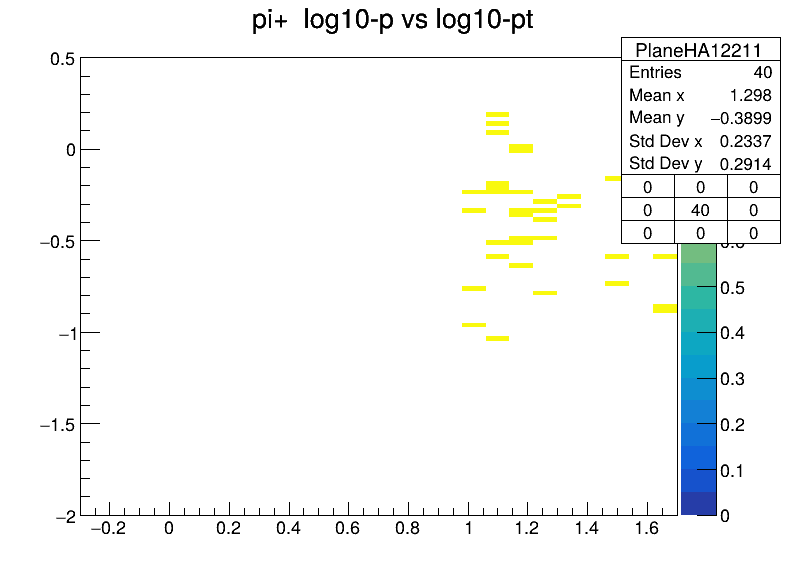 pi+ log10-p vs log10-pt
PlaneHA12211
Entries 40
Mean x 1.298
Mean y −0.3899
Std Dev x 0.2337
Std Dev y 0.2914
0 0 0
0 40 0
0 0 0
0.5
0
−0.5
−1
−1.5
−2
−0.2 0 0.2 0.4 0.6 0.8 1 1.2 1.4 1.6
0.5
0.4
0.3
0.2
0.1
0